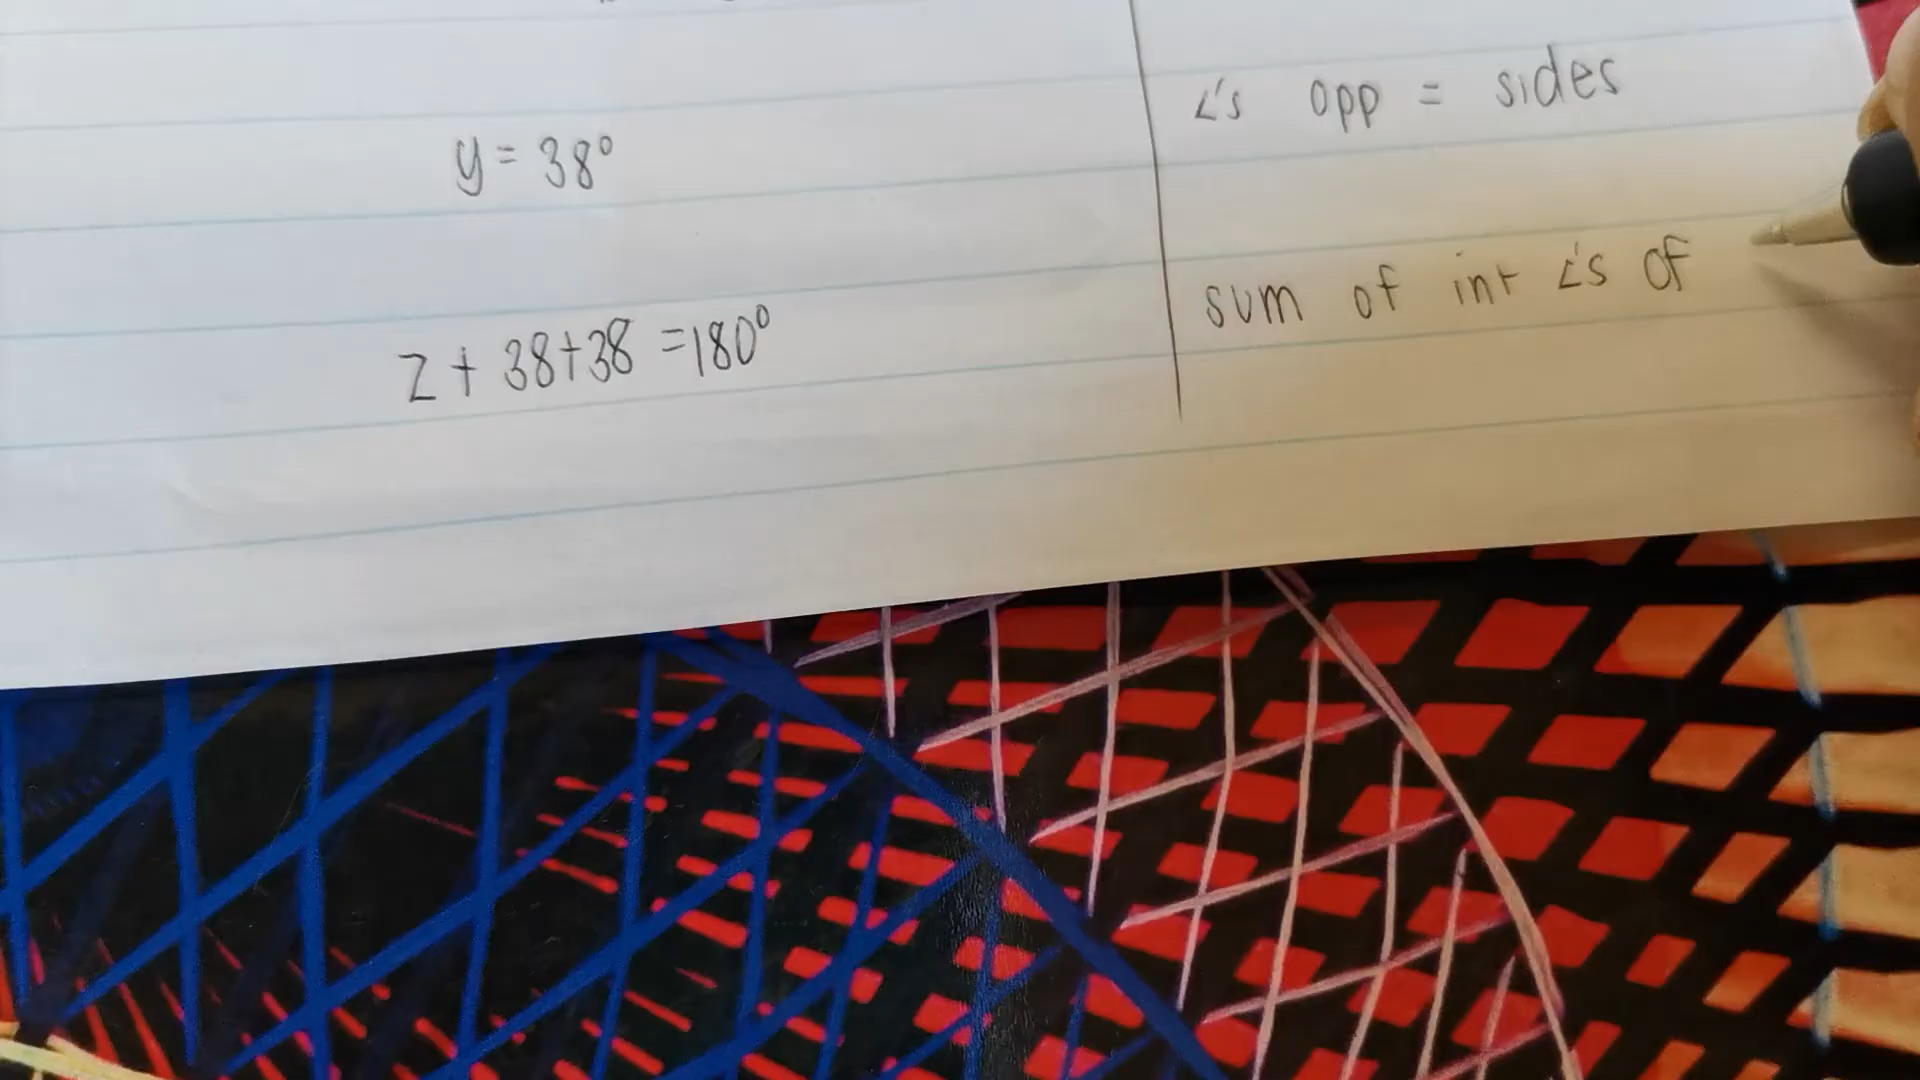 y = 38° ∠'s opp = sides
z + 38+38 =180° sum of int ∠'s of